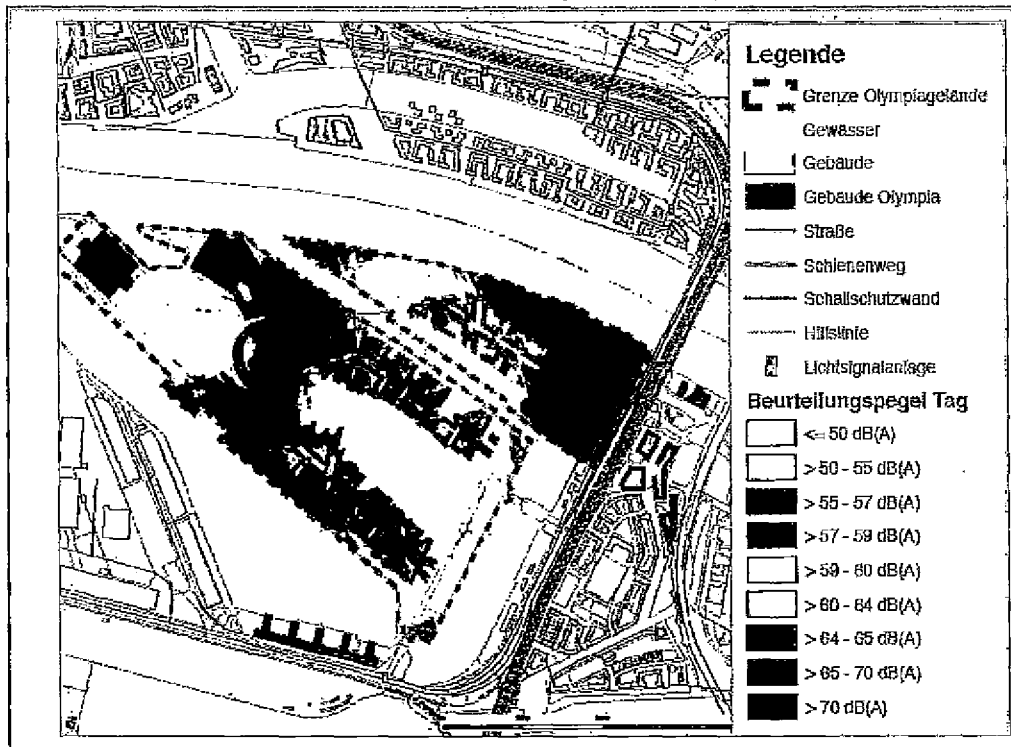 Legende
Grenze Olympiagelände
Gewässer
Gebäude
Gebäude Olympia
Straße
Schienenweg
Schallschutzwand
Hilfslinie
Lichtsignalanlage
Beurteilungspegel Tag
<= 50 dB(A)
> 50 - 55 dB(A)
> 55 - 57 dB(A)
> 57 - 59 dB(A)
> 59 - 60 dB(A)
> 60 - 64 dB(A)
> 64 - 65 dB(A)
> 65 - 70 dB(A)
> 70 dB(A)